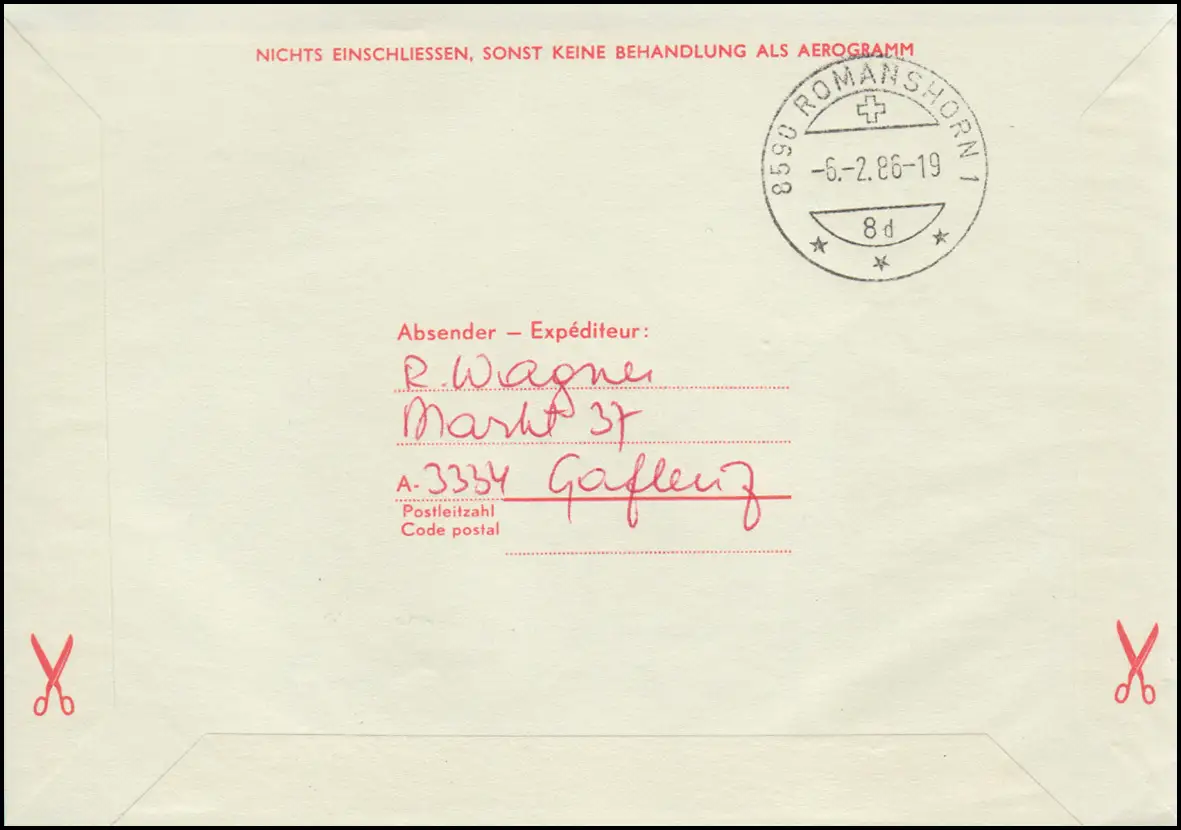 NICHTS EINSCHLIESSEN, SONST KEINE BEHANDLUNG ALS AEROGRAMM
8590 ROMANSHORN 1
-6.-2.86-19
8d
Absender – Expéditeur:
R. Wagner
Markt 37
A-3334 Gaflenz
Postleitzahl
Code postal